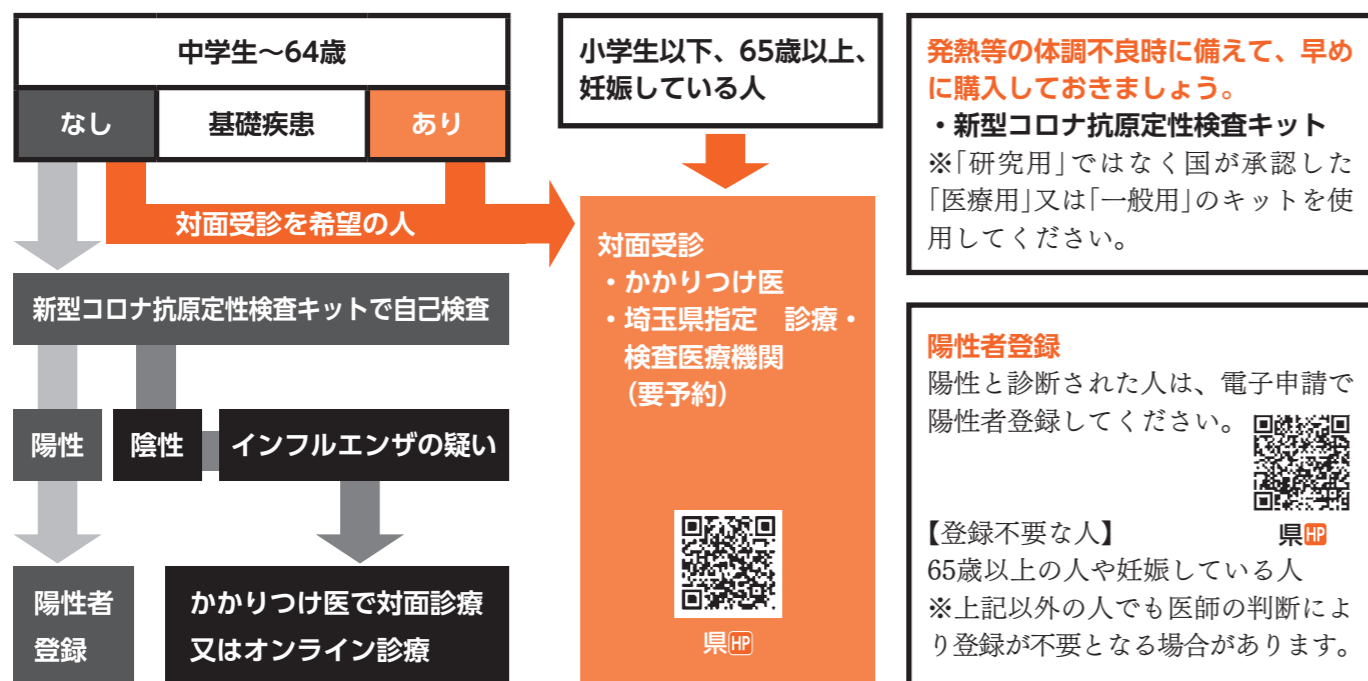 中学生～64歳
なし
基礎疾患
あり
対面受診を希望の人
新型コロナ抗原定性検査キットで自己検査
陽性
陰性
インフルエンザの疑い
陽性者
登録
かかりつけ医で対面診療
又はオンライン診療
小学生以下、65歳以上、
妊娠している人
対面受診
・かかりつけ医
・埼玉県指定　診療・
検査医療機関
（要予約）
県HP
発熱等の体調不良時に備えて、早め
に購入しておきましょう。
・新型コロナ抗原定性検査キット
※「研究用」ではなく国が承認した
「医療用」又は「一般用」のキットを使
用してください。
陽性者登録
陽性と診断された人は、電子申請で
陽性者登録してください。
県HP
【登録不要な人】
65歳以上の人や妊娠している人
※上記以外の人でも医師の判断によ
り登録が不要となる場合があります。